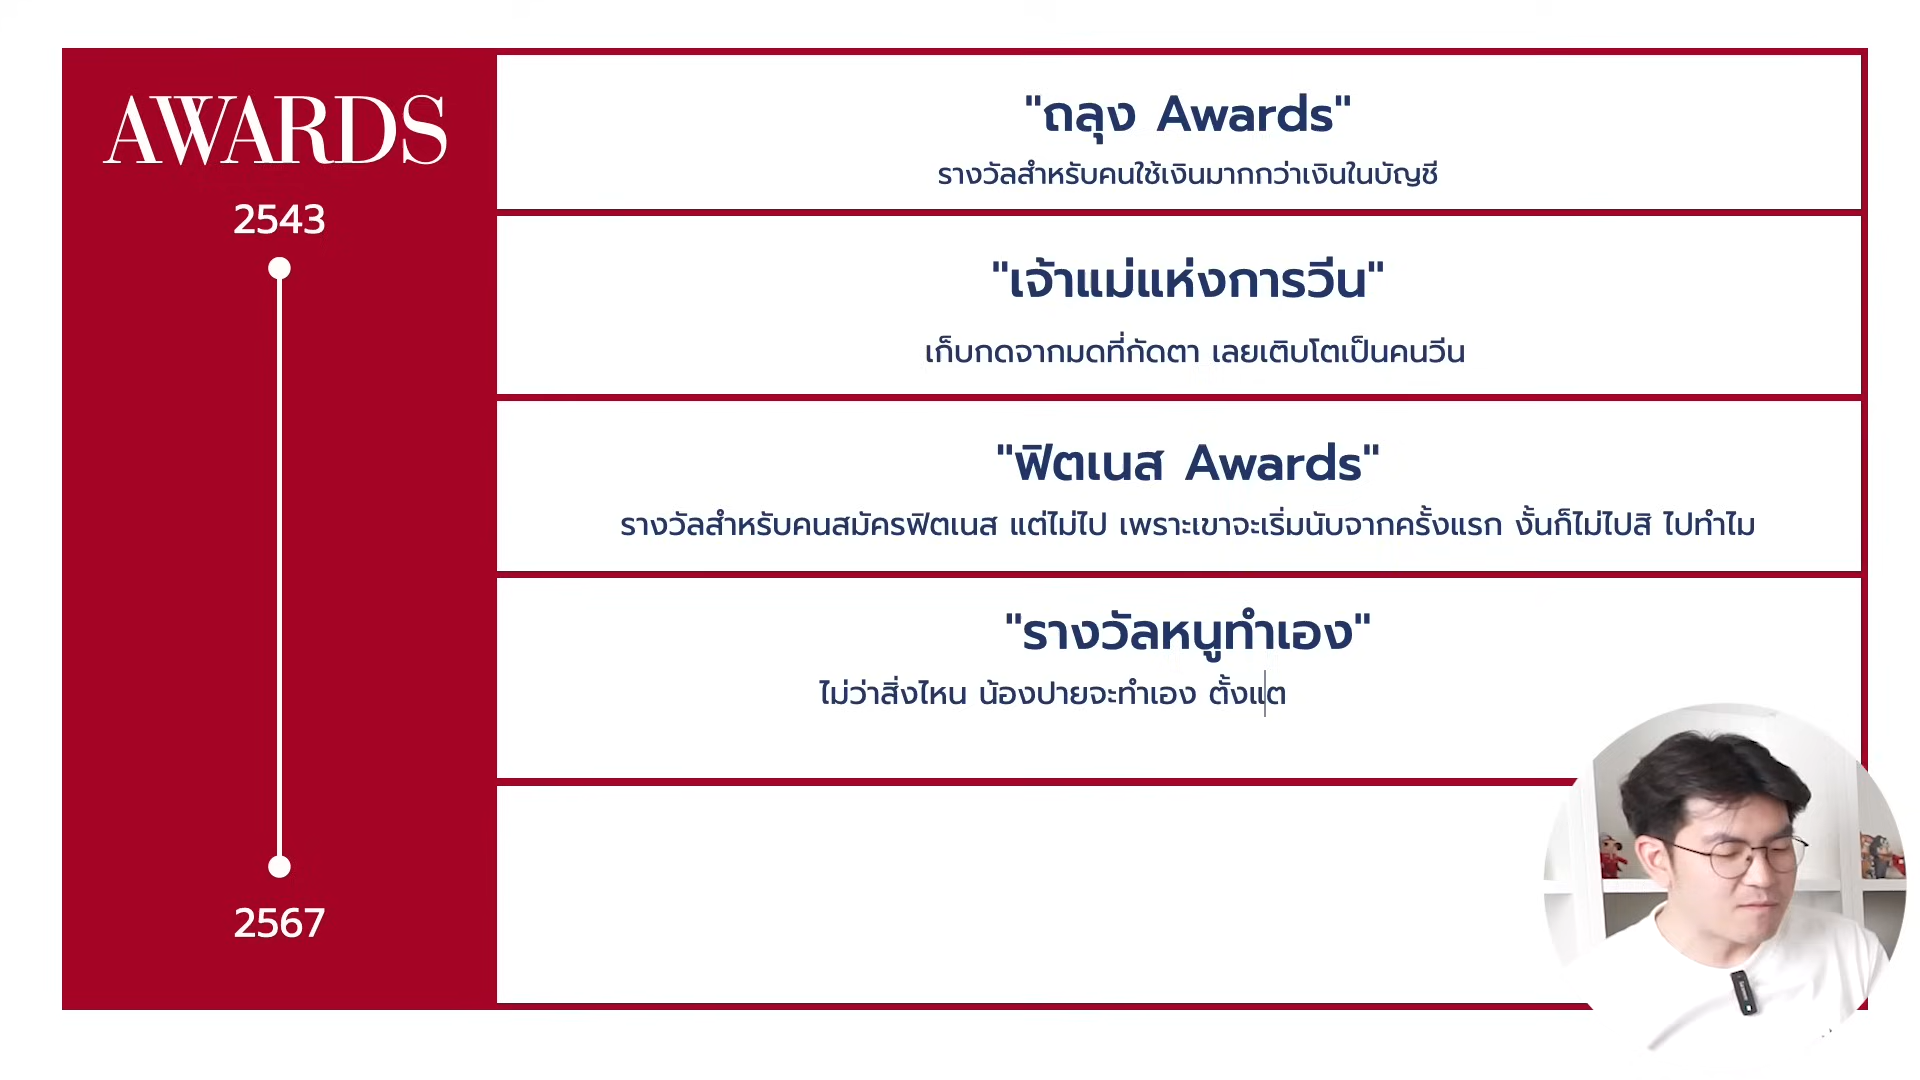 AWARDS
2543
2567
"ถลุง Awards"
รางวัลสำหรับคนใช้เงินมากกว่าเงินในบัญชี
"เจ้าแม่แห่งการวีน"
เก็บกดจากมดที่กัดตา เลยเติบโตเป็นคนวีน
"ฟิตเนส Awards"
รางวัลสำหรับคนสมัครฟิตเนส แต่ไม่ไป เพราะเขาจะเริ่มนับจากครั้งแรก งั้นก็ไม่ไปสิ ไปทำไม
"รางวัลหนูทำเอง"
ไม่ว่าสิ่งไหน น้องปายจะทำเอง ตั้งแต